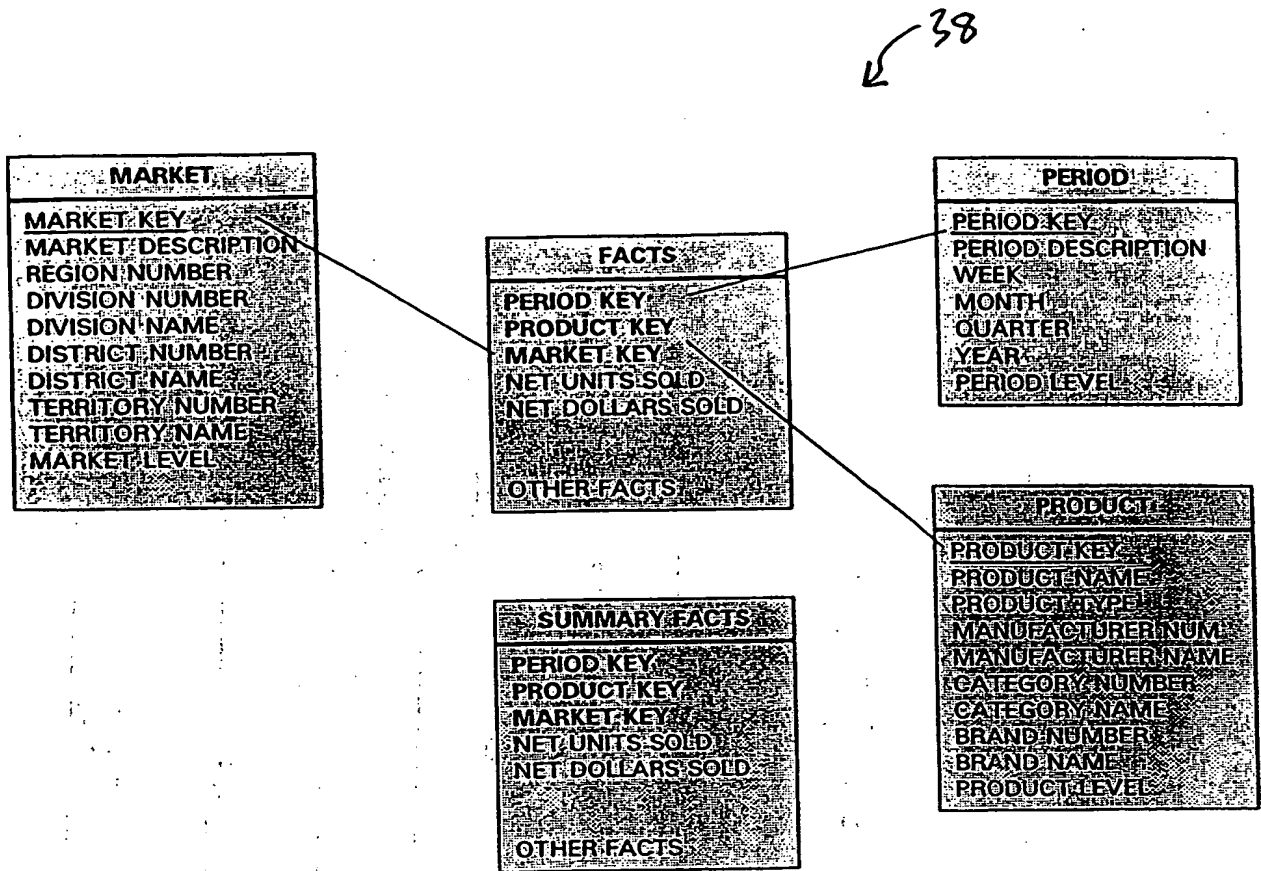 38
MARKET
MARKET KEY
MARKET DESCRIPTION
REGION NUMBER
DIVISION NUMBER
DIVISION NAME
DISTRICT NUMBER
DISTRICT NAME
TERRITORY NUMBER
TERRITORY NAME
MARKET LEVEL
FACTS
PERIOD KEY
PRODUCT KEY
MARKET KEY
NET UNITS SOLD
NET DOLLARS SOLD
OTHER FACTS
PERIOD
PERIOD KEY
PERIOD DESCRIPTION
WEEK
MONTH
QUARTER
YEAR
PERIOD LEVEL
PRODUCT
PRODUCT KEY
PRODUCT NAME
PRODUCT TYPE
MANUFACTURER NUM
MANUFACTURER NAME
CATEGORY NUMBER
CATEGORY NAME
BRAND NUMBER
BRAND NAME
PRODUCT LEVEL
SUMMARY FACTS
PERIOD KEY
PRODUCT KEY
MARKET KEY
NET UNITS SOLD
NET DOLLARS SOLD
OTHER FACTS